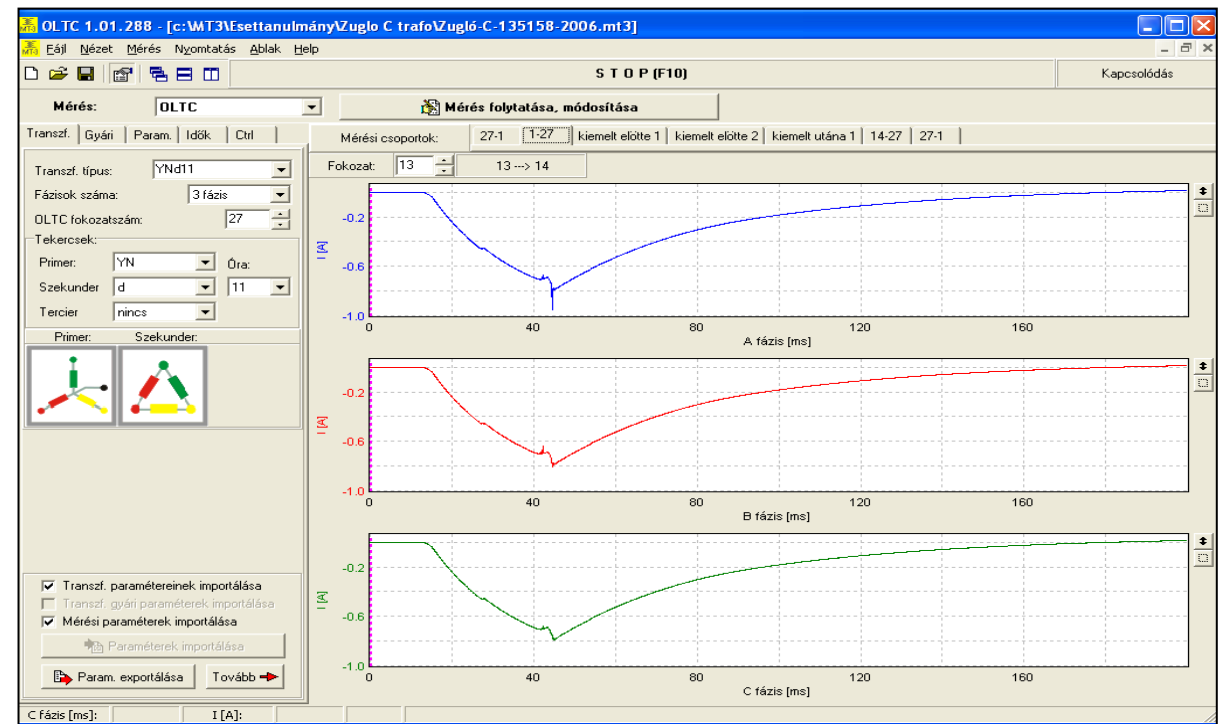 OLTC 1.01.288 - [c:\MT3\Esettanulmány\Zuglo C trafo\Zugló-C-135158-2006.mt3]
Fájl Nézet Mérés Nyomtatás Ablak Help
S T O P (F10) Kapcsolódás
Mérés: OLTC Mérés folytatása, módosítása
Transzf. Gyári Param. Idők Ctrl
Mérési csoportok: 27-1 1-27 kiemelt elötte 1 kiemelt elötte 2 kiemelt utána 1 14-27 27-1
Fokozat: 13 13 ---> 14
Transzf. típus: YNd11
Fázisok száma: 3 fázis
OLTC fokozatszám: 27
Tekercsek:
Primer: YN Óra:
Szekunder d 11
Tercier nincs
Primer: Szekunder:
-0.2
-0.6
-1.0
I [A]
0 40 80 120 160
A fázis [ms]
-0.2
-0.6
-1.0
I [A]
0 40 80 120 160
B fázis [ms]
-0.2
-0.6
-1.0
I [A]
0 40 80 120 160
C fázis [ms]
Transzf. paramétereinek importálása
Transzf. gyári paraméterek importálása
Mérési paraméterek importálása
Paraméterek importálása
Param. exportálása Tovább
C fázis [ms]: I [A]: